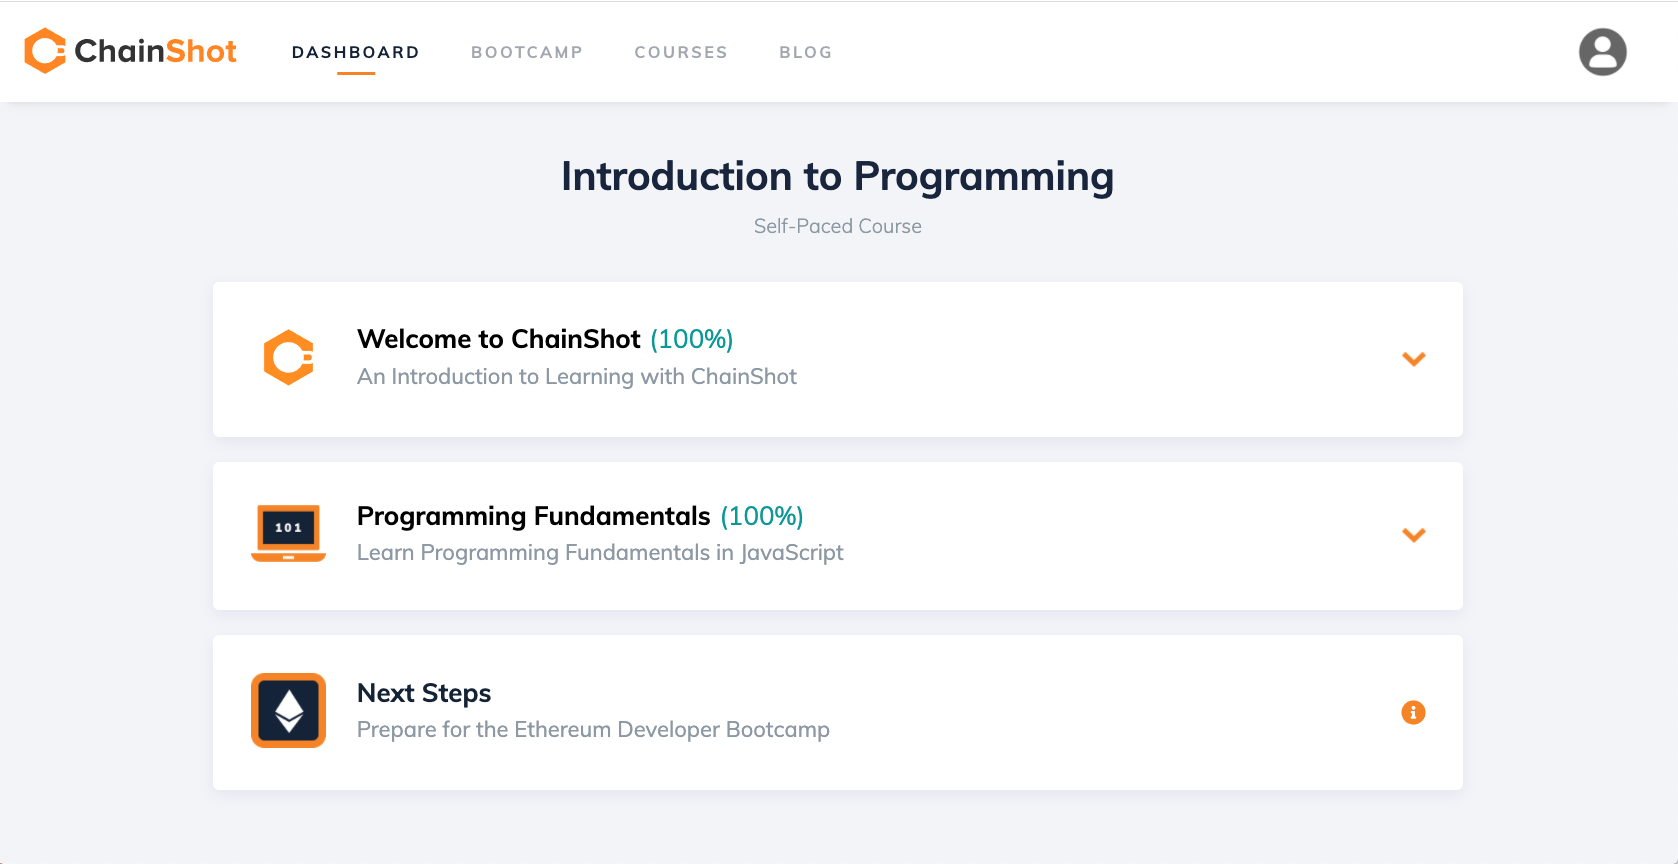 ChainShot
DASHBOARD
BOOTCAMP
COURSES
BLOG
Introduction to Programming
Self-Paced Course
Welcome to ChainShot (100%)
An Introduction to Learning with ChainShot
101
Programming Fundamentals (100%)
Learn Programming Fundamentals in JavaScript
Next Steps
Prepare for the Ethereum Developer Bootcamp